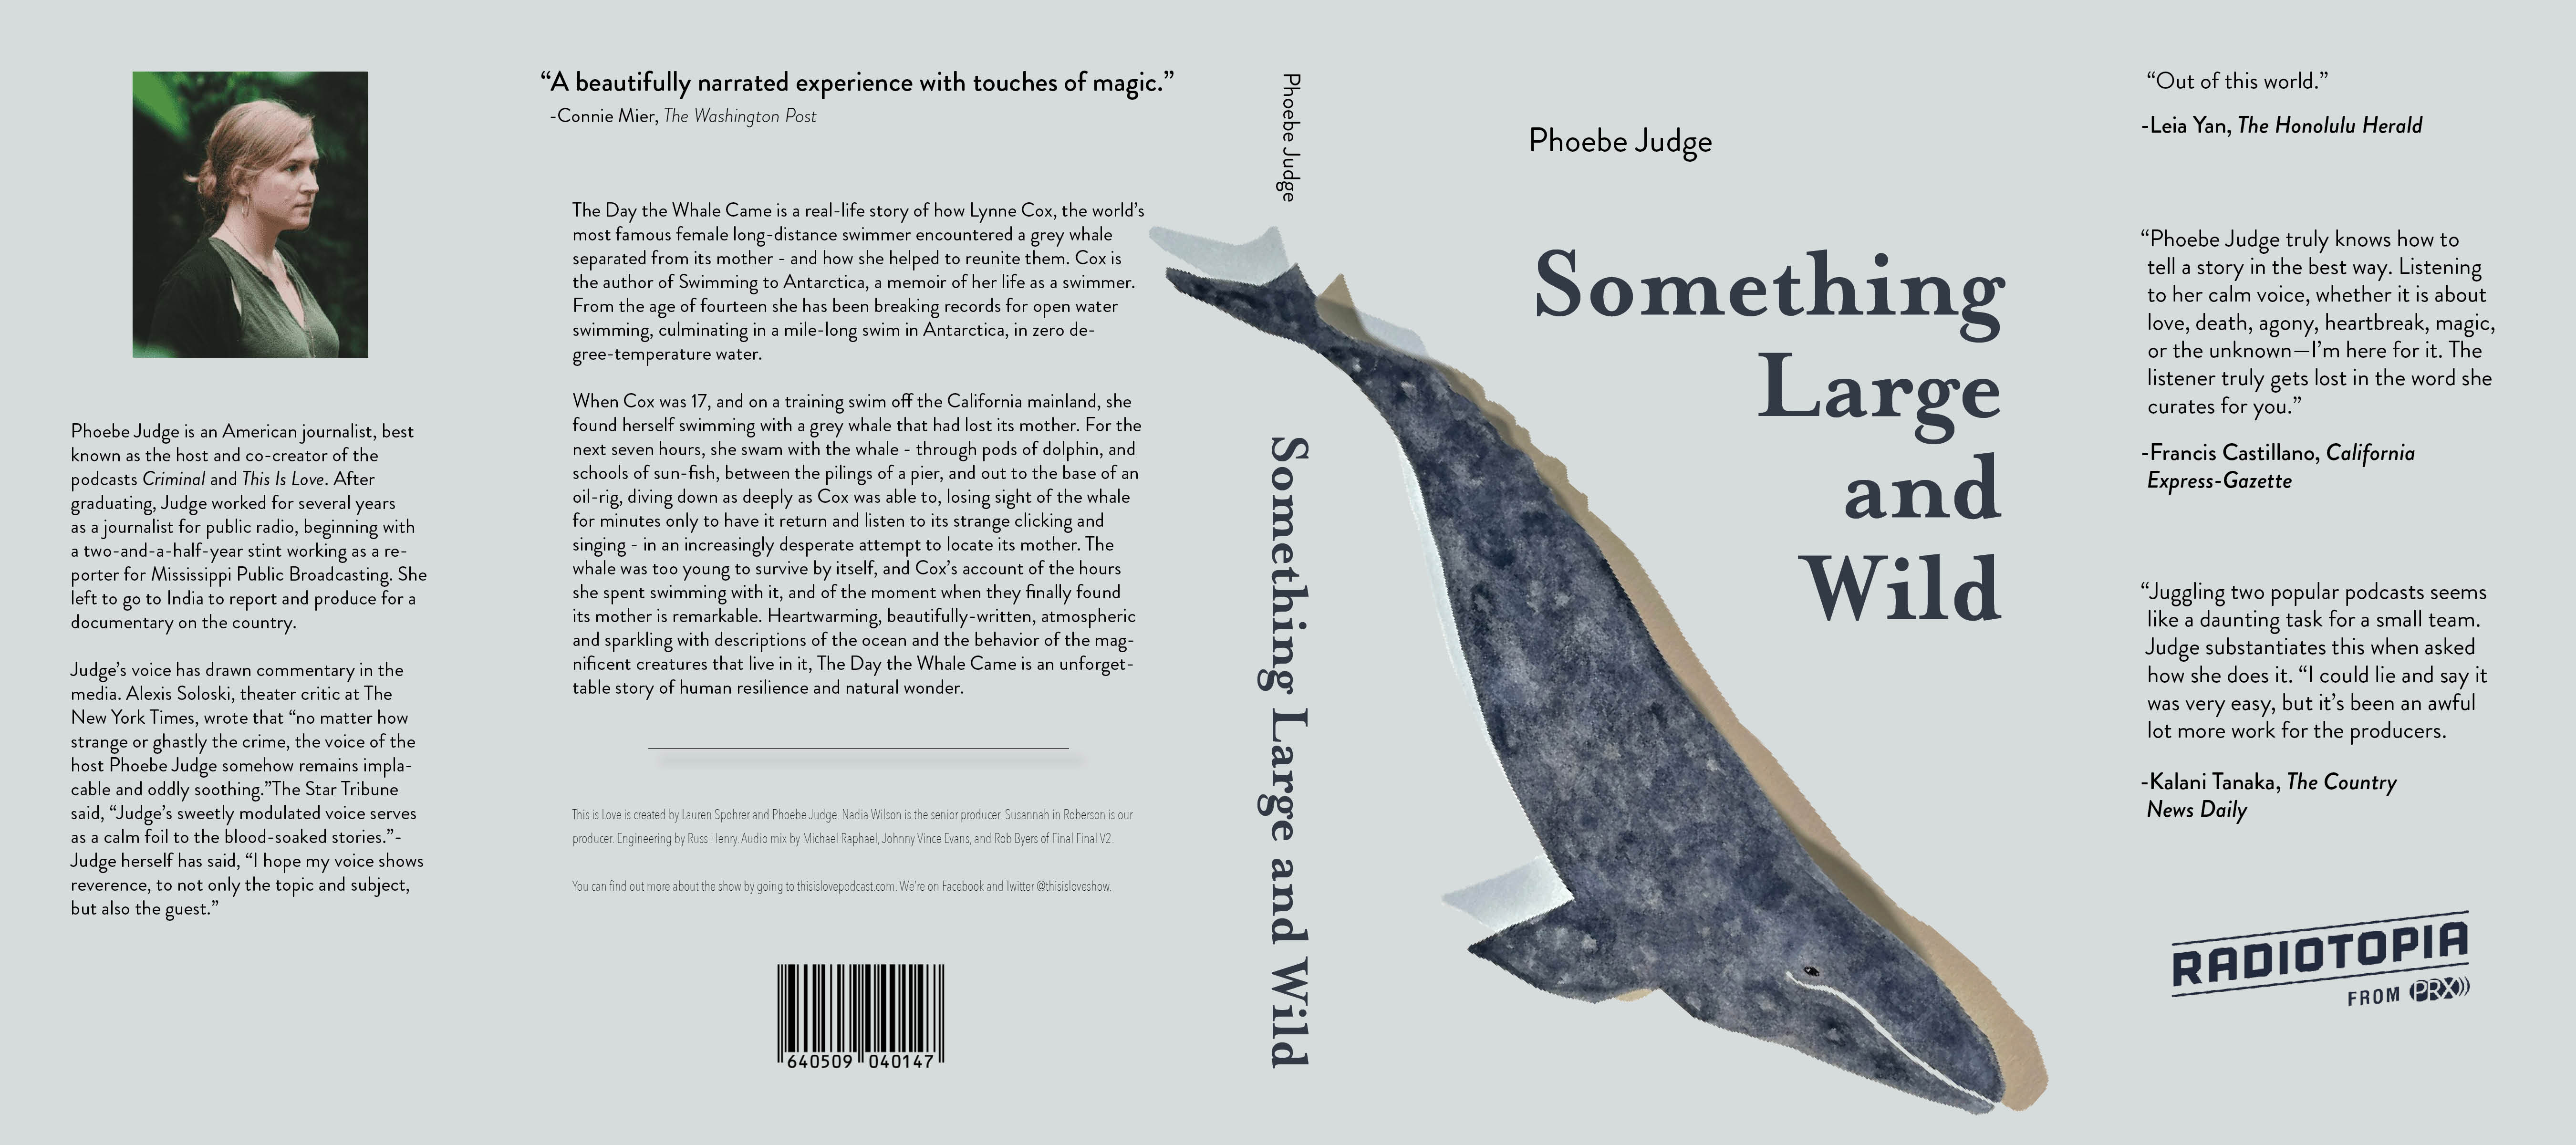 Phoebe Judge is an American journalist, best
known as the host and co-creator of the
podcasts Criminal and This Is Love. After
graduating, Judge worked for several years
as a journalist for public radio, beginning with
a two-and-a-half-year stint working as a re-
porter for Mississippi Public Broadcasting. She
left to go to India to report and produce for a
documentary on the country.
Judge's voice has drawn commentary in the
media. Alexis Soloski, theater critic at The
New York Times, wrote that “no matter how
strange or ghastly the crime, the voice of the
host Phoebe Judge somehow remains impla-
cable and oddly soothing.”The Star Tribune
said, “Judge's sweetly modulated voice serves
as a calm foil to the blood-soaked stories.”-
Judge herself has said, “I hope my voice shows
reverence, to not only the topic and subject,
but also the guest.”
“A beautifully narrated experience with touches of magic.”
-Connie Mier, The Washington Post
The Day the Whale Came is a real-life story of how Lynne Cox, the world's
most famous female long-distance swimmer encountered a grey whale
separated from its mother - and how she helped to reunite them. Cox is
the author of Swimming to Antarctica, a memoir of her life as a swimmer.
From the age of fourteen she has been breaking records for open water
swimming, culminating in a mile-long swim in Antarctica, in zero de-
gree-temperature water.
When Cox was 17, and on a training swim off the California mainland, she
found herself swimming with a grey whale that had lost its mother. For the
next seven hours, she swam with the whale - through pods of dolphin, and
schools of sun-fish, between the pilings of a pier, and out to the base of an
oil-rig, diving down as deeply as Cox was able to, losing sight of the whale
for minutes only to have it return and listen to its strange clicking and
singing - in an increasingly desperate attempt to locate its mother. The
whale was too young to survive by itself, and Cox's account of the hours
she spent swimming with it, and of the moment when they finally found
its mother is remarkable. Heartwarming, beautifully-written, atmospheric
and sparkling with descriptions of the ocean and the behavior of the mag-
nificent creatures that live in it, The Day the Whale Came is an unforget-
table story of human resilience and natural wonder.
This is Love is created by Lauren Spohrer and Phoebe Judge. Nadia Wilson is the senior producer. Susannah in Roberson is our
producer. Engineering by Russ Henry. Audio mix by Michael Raphael, Johnny Vince Evans, and Rob Byers of Final Final V2.
You can find out more about the show by going to thisislovepodcast.com. We're on Facebook and Twitter @thisisloveshow.
640509 040147
Phoebe Judge
Something Large and Wild
Phoebe Judge
Something
Large
and
Wild
“Out of this world.”
-Leia Yan, The Honolulu Herald
“Phoebe Judge truly knows how to
tell a story in the best way. Listening
to her calm voice, whether it is about
love, death, agony, heartbreak, magic,
or the unknown—I'm here for it. The
listener truly gets lost in the word she
curates for you.”
-Francis Castillano, California
Express-Gazette
“Juggling two popular podcasts seems
like a daunting task for a small team.
Judge substantiates this when asked
how she does it. “I could lie and say it
was very easy, but it's been an awful
lot more work for the producers.
-Kalani Tanaka, The Country
News Daily
RADIOTOPIA
FROM PRX